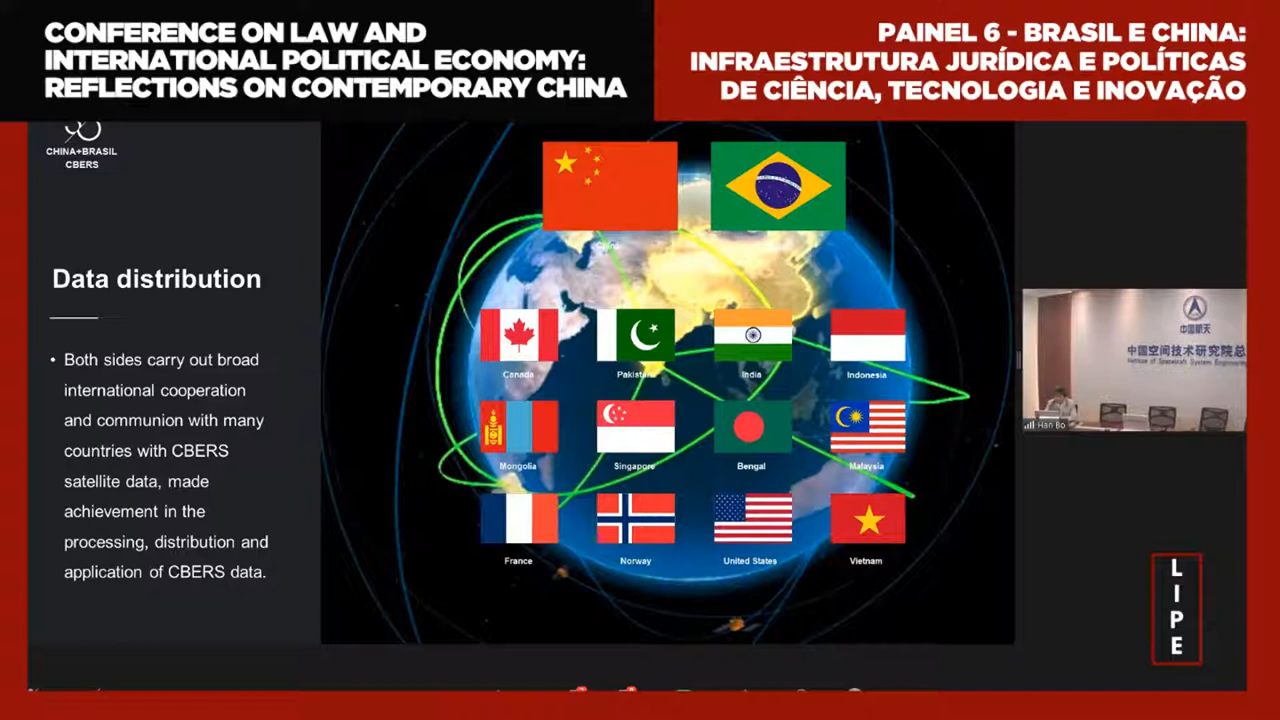 CONFERENCE ON LAW AND
INTERNATIONAL POLITICAL ECONOMY:
REFLECTIONS ON CONTEMPORARY CHINA
PAINEL 6 - BRASIL E CHINA:
INFRAESTRUTURA JURÍDICA E POLÍTICAS
DE CIÊNCIA, TECNOLOGIA E INOVAÇÃO
CHINA+BRASIL
CBERS
Data distribution
• Both sides carry out broad
international cooperation
and communion with many
countries with CBERS
satellite data, made
achievement in the
processing, distribution and
application of CBERS data.
China
Canada
Pakistan
India
Indonesia
Mongolia
Singapore
Bengal
Malaysia
France
Norway
United States
Vietnam
中国航天
中国空间技术研究院总
Institute of Spacecraft System Engineering
Han Bo
L
I
P
E